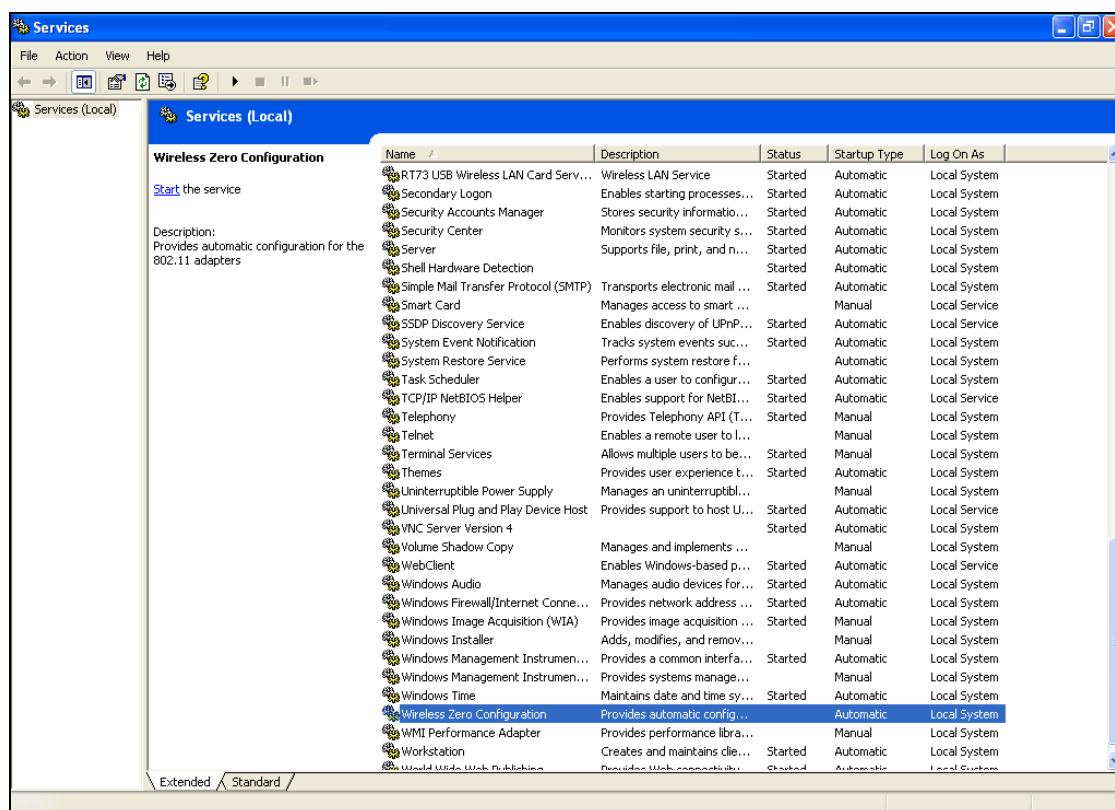 Services
File Action View Help
Services (Local)
Services (Local)
Wireless Zero Configuration
Start the service
Description:
Provides automatic configuration for the
802.11 adapters
Name Description Status Startup Type Log On As
RT73 USB Wireless LAN Card Serv... Wireless LAN Service Started Automatic Local System
Secondary Logon Enables starting processes... Started Automatic Local System
Security Accounts Manager Stores security informatio... Started Automatic Local System
Security Center Monitors system security s... Started Automatic Local System
Server Supports file, print, and n... Started Automatic Local System
Shell Hardware Detection Started Automatic Local System
Simple Mail Transfer Protocol (SMTP) Transports electronic mail ... Started Automatic Local System
Smart Card Manages access to smart ... Manual Local Service
SSDP Discovery Service Enables discovery of UPnP... Started Automatic Local Service
System Event Notification Tracks system events suc... Started Automatic Local System
System Restore Service Performs system restore f... Automatic Local System
Task Scheduler Enables a user to configur... Started Automatic Local System
TCP/IP NetBIOS Helper Enables support for NetBI... Started Automatic Local Service
Telephony Provides Telephony API (T... Started Manual Local System
Telnet Enables a remote user to l... Manual Local System
Terminal Services Allows multiple users to be... Started Manual Local System
Themes Provides user experience t... Started Automatic Local System
Uninterruptible Power Supply Manages an uninterruptibl... Manual Local System
Universal Plug and Play Device Host Provides support to host U... Started Automatic Local Service
VNC Server Version 4 Started Automatic Local System
Volume Shadow Copy Manages and implements ... Manual Local System
WebClient Enables Windows-based p... Started Automatic Local Service
Windows Audio Manages audio devices for... Started Automatic Local System
Windows Firewall/Internet Conne... Provides network address ... Started Automatic Local System
Windows Image Acquisition (WIA) Provides image acquisition ... Started Manual Local System
Windows Installer Adds, modifies, and remov... Manual Local System
Windows Management Instrumen... Provides a common interfa... Started Automatic Local System
Windows Management Instrumen... Provides systems manage... Manual Local System
Windows Time Maintains date and time sy... Started Automatic Local System
Wireless Zero Configuration Provides automatic config... Automatic Local System
WMI Performance Adapter Provides performance libra... Manual Local System
Workstation Creates and maintains clie... Started Automatic Local System
World Wide Web Publishing Provides Web connectivity Started Automatic Local System
Extended Standard